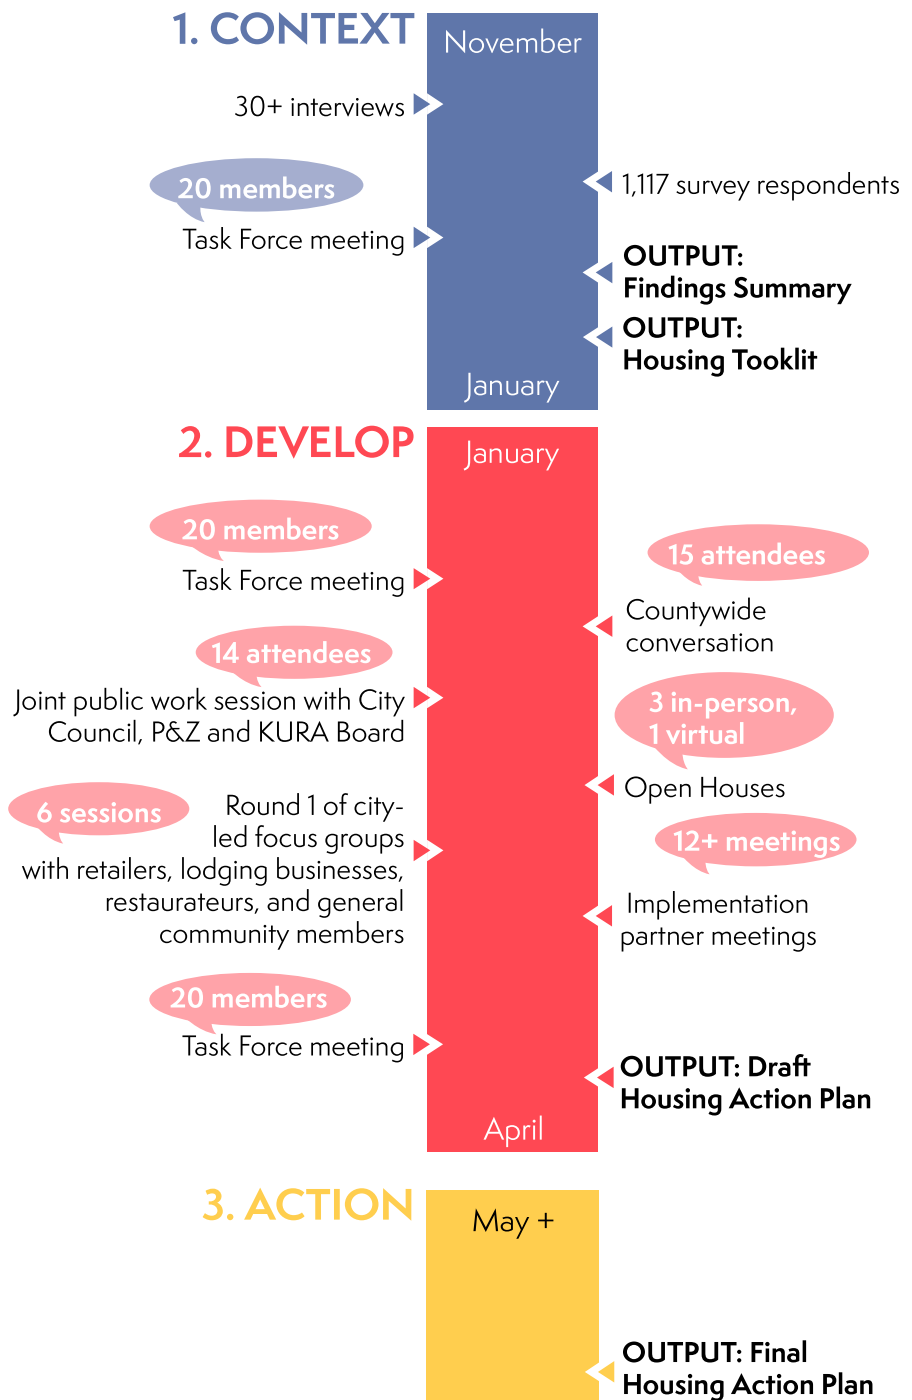 1. CONTEXT
November
30+ interviews
20 members
1,117 survey respondents
Task Force meeting
OUTPUT:
Findings Summary
OUTPUT:
Housing Tooklit
January
2. DEVELOP
January
20 members
Task Force meeting
15 attendees
Countywide
conversation
14 attendees
Joint public work session with City
Council, P&Z and KURA Board
3 in-person,
1 virtual
Open Houses
6 sessions
Round 1 of city-
led focus groups
with retailers, lodging businesses,
restaurateurs, and general
community members
12+ meetings
Implementation
partner meetings
20 members
Task Force meeting
OUTPUT: Draft
Housing Action Plan
April
3. ACTION
May +
OUTPUT: Final
Housing Action Plan